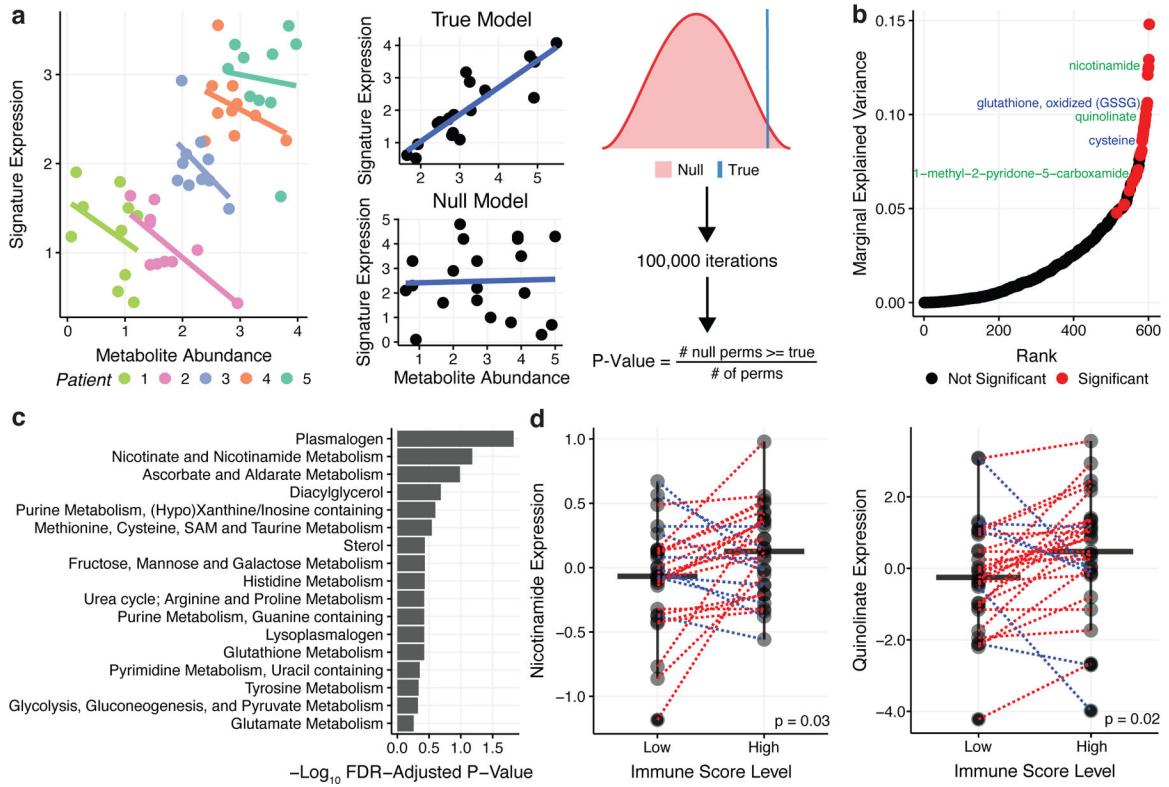 a
Signature Expression
3
2
1
0
1
2
3
4
Metabolite Abundance
Patient 1 2 3 4 5
True Model
Signature Expression
4
3
2
1
2
3
4
5
Null Model
Signature Expression
5
4
3
2
1
0
1
2
3
4
5
Metabolite Abundance
Null True
100,000 iterations
P-Value = # null perms >= true
# of perms
b
Marginal Explained Variance
0.15
0.10
0.05
0.00
nicotinamide
glutathione, oxidized (GSSG)
quinolinate
cysteine
1-methyl-2-pyridone-5-carboxamide
0
200
400
600
Rank
Not Significant Significant
c
Plasmalogen
Nicotinate and Nicotinamide Metabolism
Ascorbate and Aldarate Metabolism
Diacylglycerol
Purine Metabolism, (Hypo)Xanthine/Inosine containing
Methionine, Cysteine, SAM and Taurine Metabolism
Sterol
Fructose, Mannose and Galactose Metabolism
Histidine Metabolism
Urea cycle; Arginine and Proline Metabolism
Purine Metabolism, Guanine containing
Lysoplasmalogen
Glutathione Metabolism
Pyrimidine Metabolism, Uracil containing
Tyrosine Metabolism
Glycolysis, Gluconeogenesis, and Pyruvate Metabolism
Glutamate Metabolism
0.0 0.5 1.0 1.5
-Log10 FDR-Adjusted P-Value
d
Nicotinamide Expression
1.0
0.5
0.0
-0.5
-1.0
p = 0.03
Low High
Immune Score Level
Quinolinate Expression
2.0
0.0
-2.0
-4.0
p = 0.02
Low High
Immune Score Level